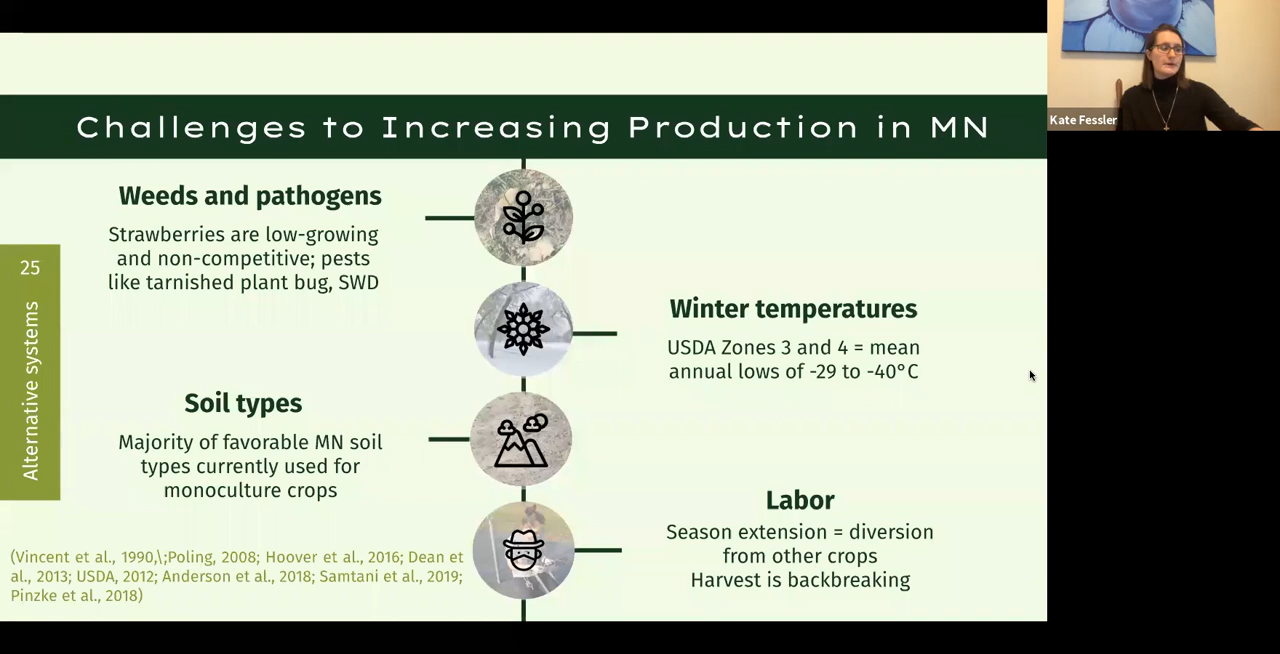 Challenges to Increasing Production in MN
Kate Fessler
Weeds and pathogens
Strawberries are low-growing
and non-competitive; pests
like tarnished plant bug, SWD
Winter temperatures
USDA Zones 3 and 4 = mean
annual lows of -29 to -40°C
Soil types
Majority of favorable MN soil
types currently used for
monoculture crops
Labor
Season extension = diversion
from other crops
Harvest is backbreaking
(Vincent et al., 1990,\;Poling, 2008; Hoover et al., 2016; Dean et
al., 2013; USDA, 2012; Anderson et al., 2018; Samtani et al., 2019;
Pinzke et al., 2018)
25
Alternative systems